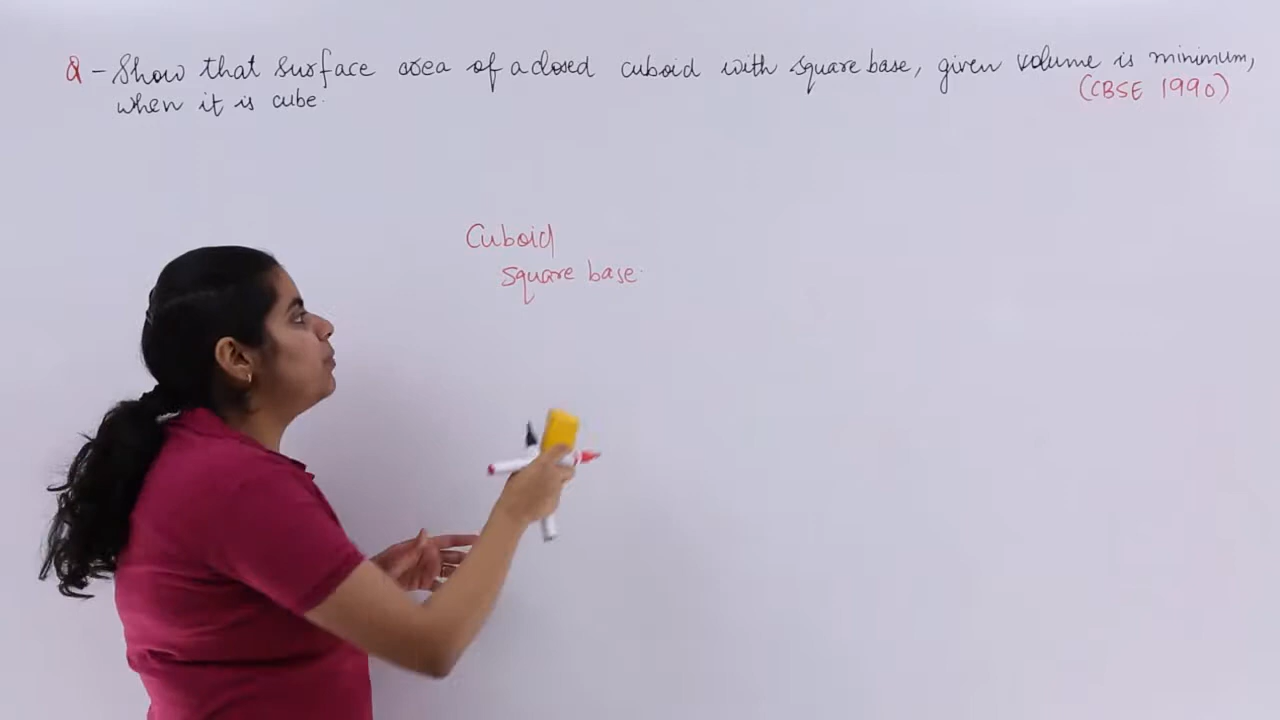 Q - Show that surface area of a closed cuboid with square base, given volume is minimum,
when it is cube.
(CBSE 1990)
Cuboid
square base.